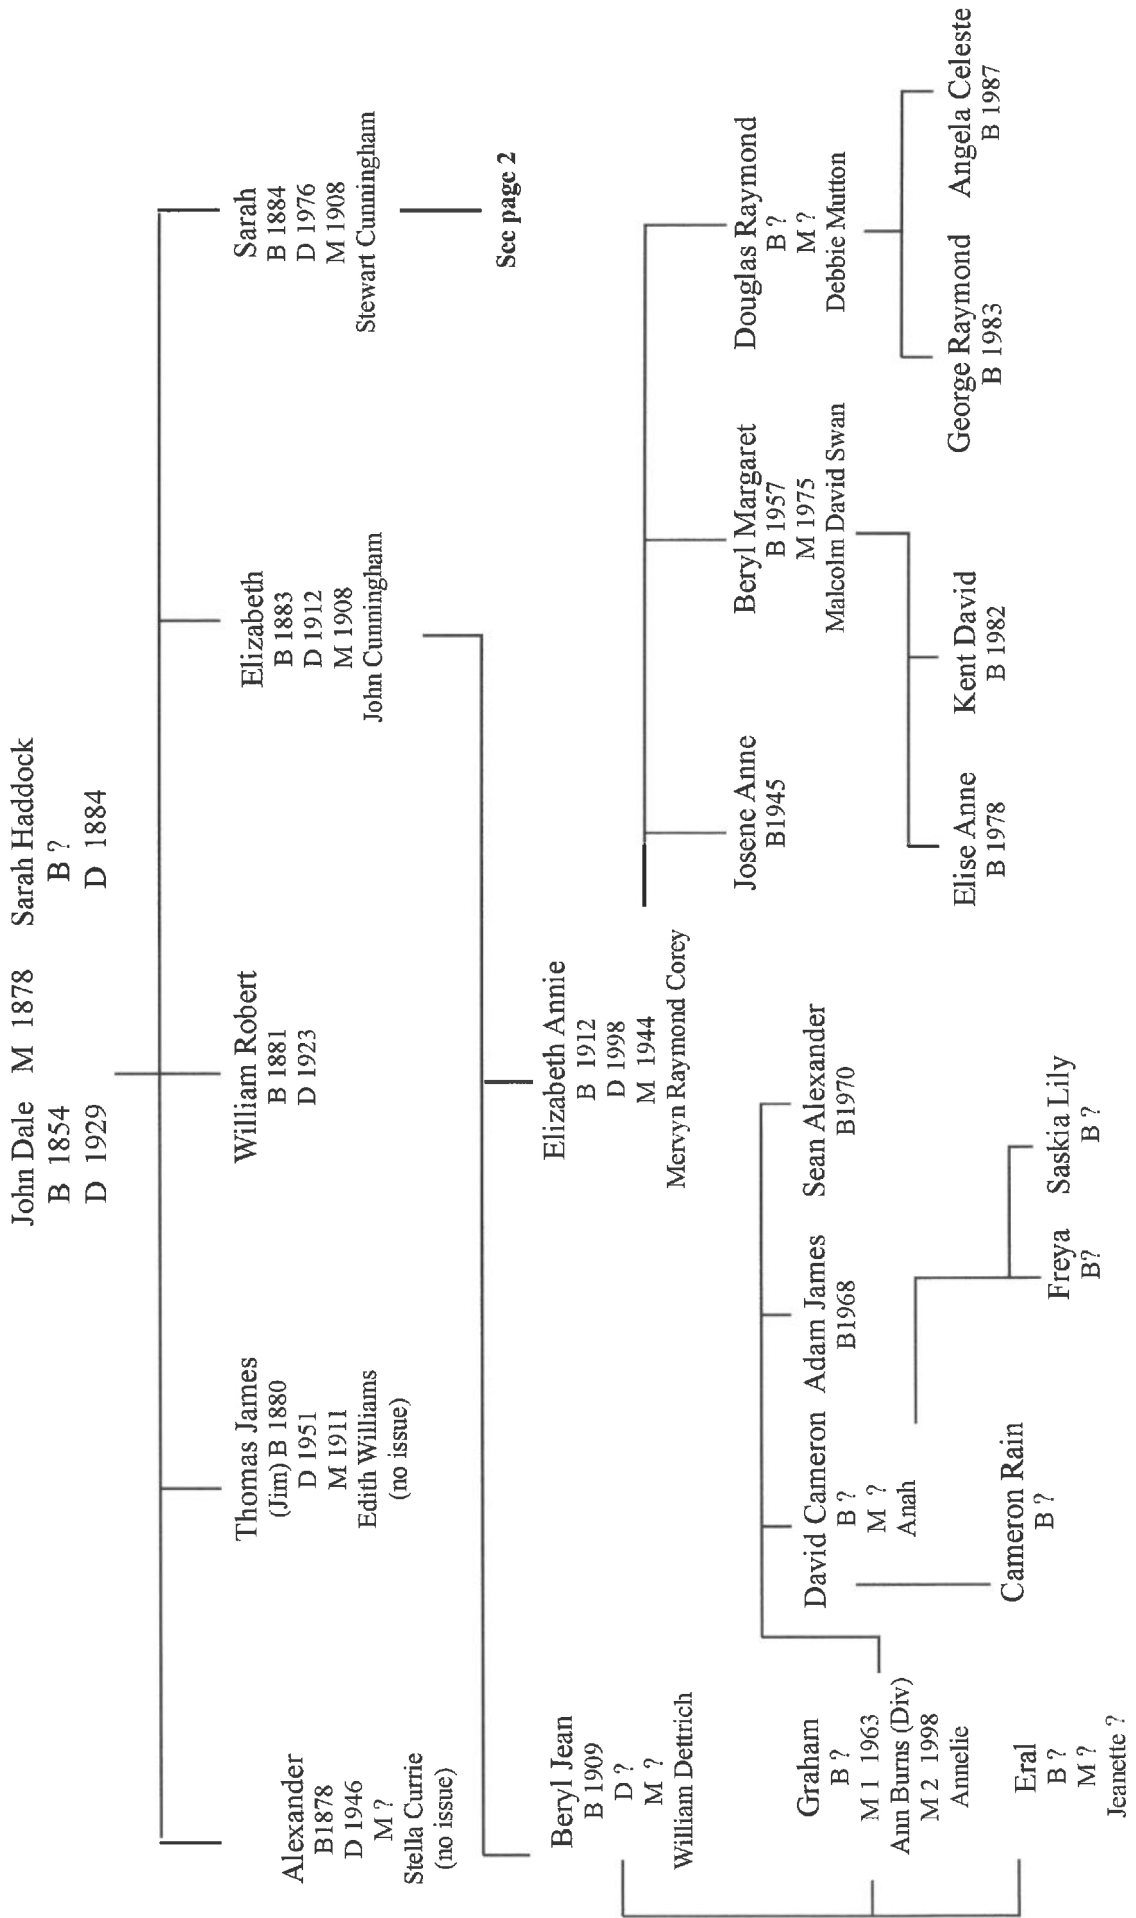 John Dale M 1878 Sarah Haddock
B 1854 B ?
D 1929 D 1884
Alexander
B1878
D 1946
M ?
Stella Currie
(no issue)
Thomas James
(Jim) B 1880
D 1951
M 1911
Edith Williams
(no issue)
William Robert
B 1881
D 1923
Elizabeth
B 1883
D 1912
M 1908
John Cunningham
Sarah
B 1884
D 1976
M 1908
Stewart Cunningham
See page 2
Beryl Jean
B 1909
D ?
M ?
William Dettrich
Elizabeth Annie
B 1912
D 1998
M 1944
Mervyn Raymond Corey
Graham
B ?
M 1 1963
Ann Burns (Div)
M 2 1998
Annelie
Eral
B ?
M ?
Jeanette ?
David Cameron
B ?
M ?
Anah
Adam James
B1968
Sean Alexander
B1970
Cameron Rain
B ?
Freya
B?
Saskia Lily
B ?
Josene Anne
B1945
Beryl Margaret
B 1957
M 1975
Malcolm David Swan
Douglas Raymond
B ?
M ?
Debbie Mutton
Elise Anne
B 1978
Kent David
B 1982
George Raymond
B 1983
Angela Celeste
B 1987